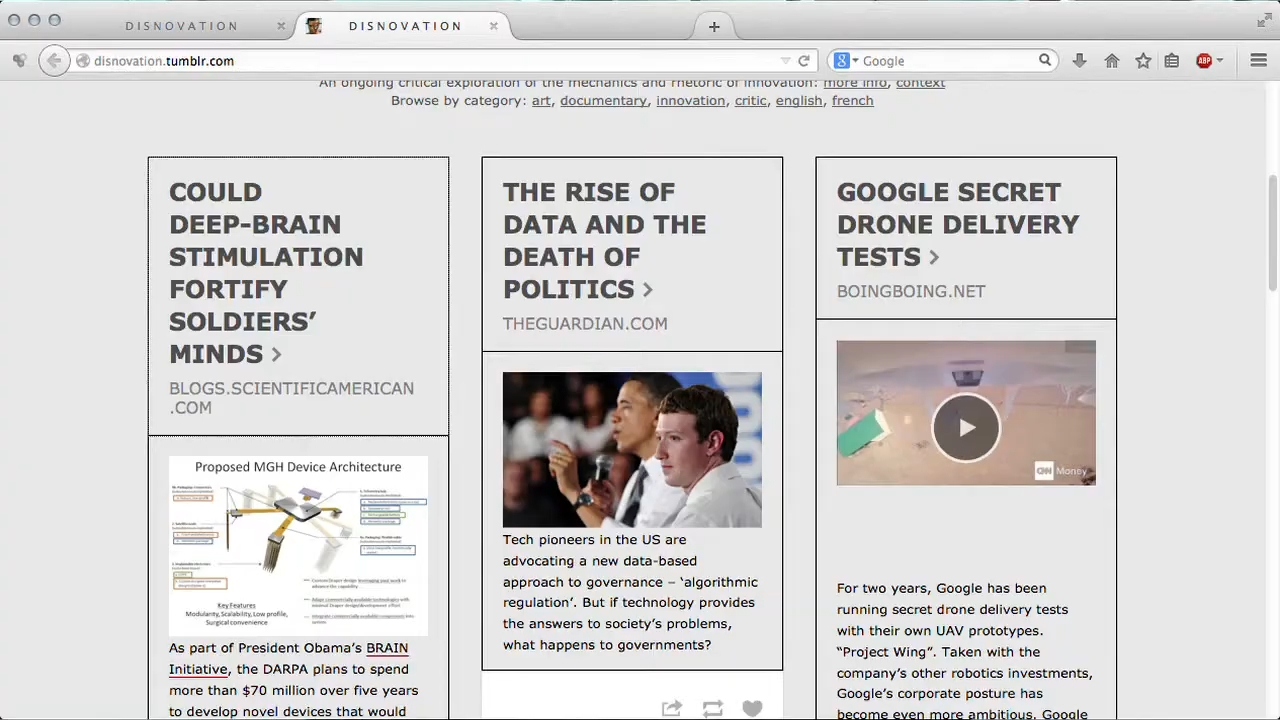 DISNOVATION
DISNOVATION
disnovation.tumblr.com
Google
ABP
An ongoing critical exploration of the mechanics and rhetoric of innovation: more info, context
Browse by category: art, documentary, innovation, critic, english, french
COULD
DEEP-BRAIN
STIMULATION
FORTIFY
SOLDIERS’
MINDS >
BLOGS.SCIENTIFICAMERICAN
.COM
Proposed MGH Device Architecture
Key Features
Modularity, Scalability, Low profile,
Surgical convenience
As part of President Obama’s BRAIN
Initiative, the DARPA plans to spend
more than $70 million over five years
to develop novel devices that would
THE RISE OF
DATA AND THE
DEATH OF
POLITICS >
THEGUARDIAN.COM
Tech pioneers in the US are
advocating a new data-based
approach to governance – ‘algorithmic
regulation’. But if technology provides
the answers to society’s problems,
what happens to governments?
GOOGLE SECRET
DRONE DELIVERY
TESTS >
BOINGBOING.NET
CNN Money
For two years, Google has been
running secret drone delivery tests
with their own UAV prototypes.
“Project Wing”. Taken with the
company’s other robotics investments,
Google’s corporate posture has
become even more ambitious. Google